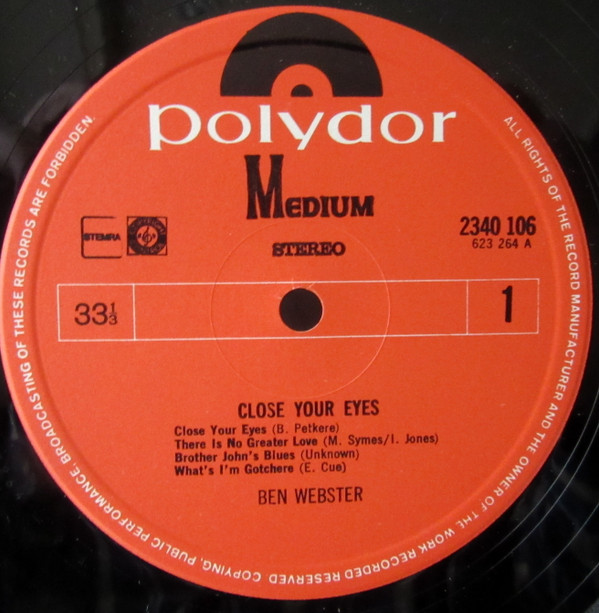 polydor
MEDIUM
STEMRA
STEREO
2340 106
623 264 A
33⅓
1
CLOSE YOUR EYES
Close Your Eyes (B. Petkere)
There Is No Greater Love (M. Symes/I. Jones)
Brother John's Blues (Unknown)
What's I'm Gotchere (E. Cue)
BEN WEBSTER
ALL RIGHTS OF THE RECORD MANUFACTURER AND THE OWNER OF THE WORK RECORDED RESERVED COPYING, PUBLIC PERFORMANCE, BROADCASTING OF THESE RECORDS ARE FORBIDDEN.